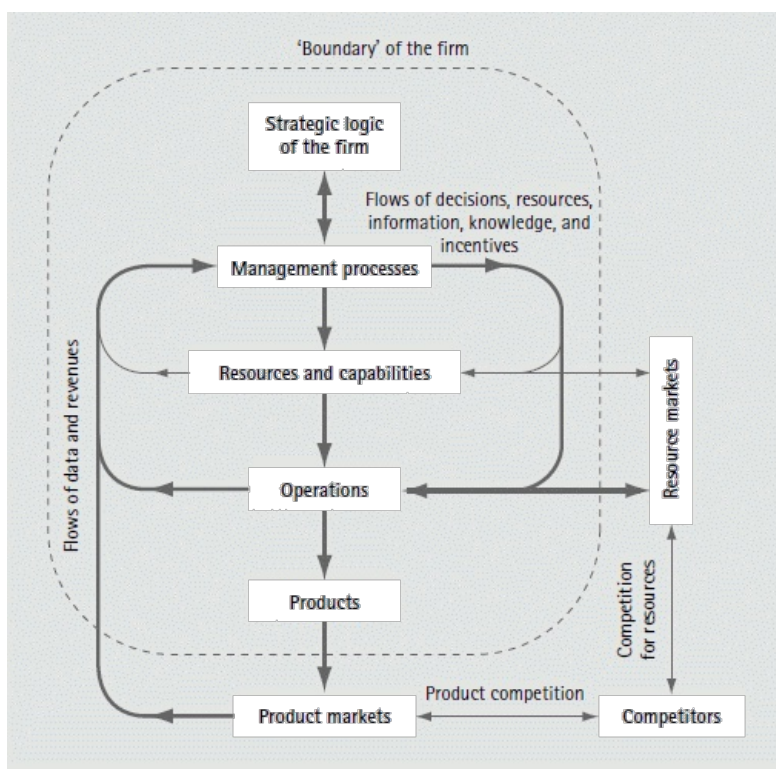 ‘Boundary’ of the firm
Strategic logic
of the firm
Flows of decisions, resources,
information, knowledge, and
incentives
Management processes
Resources and capabilities
Flows of data and revenues
Resource markets
Operations
Products
Competition
for resources
Product competition
Product markets
Competitors